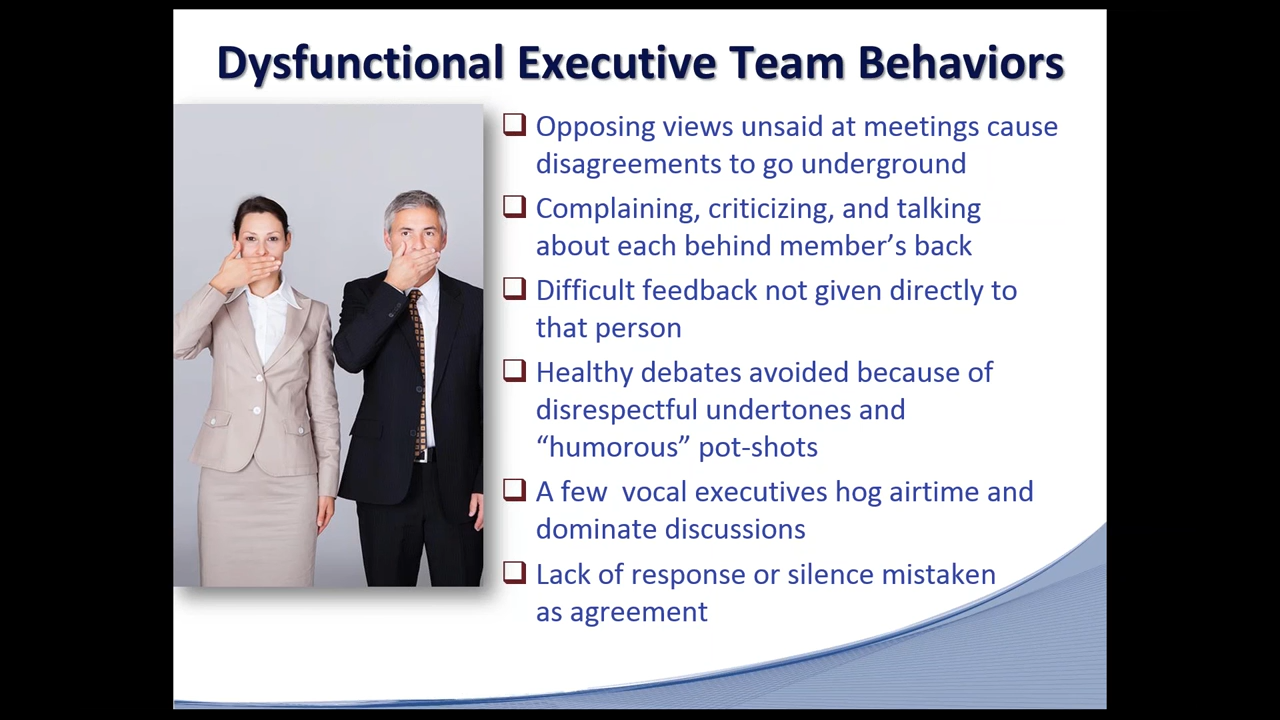 Dysfunctional Executive Team Behaviors
Opposing views unsaid at meetings cause
disagreements to go underground
Complaining, criticizing, and talking
about each behind member’s back
Difficult feedback not given directly to
that person
Healthy debates avoided because of
disrespectful undertones and
“humorous” pot-shots
A few  vocal executives hog airtime and
dominate discussions
Lack of response or silence mistaken
as agreement